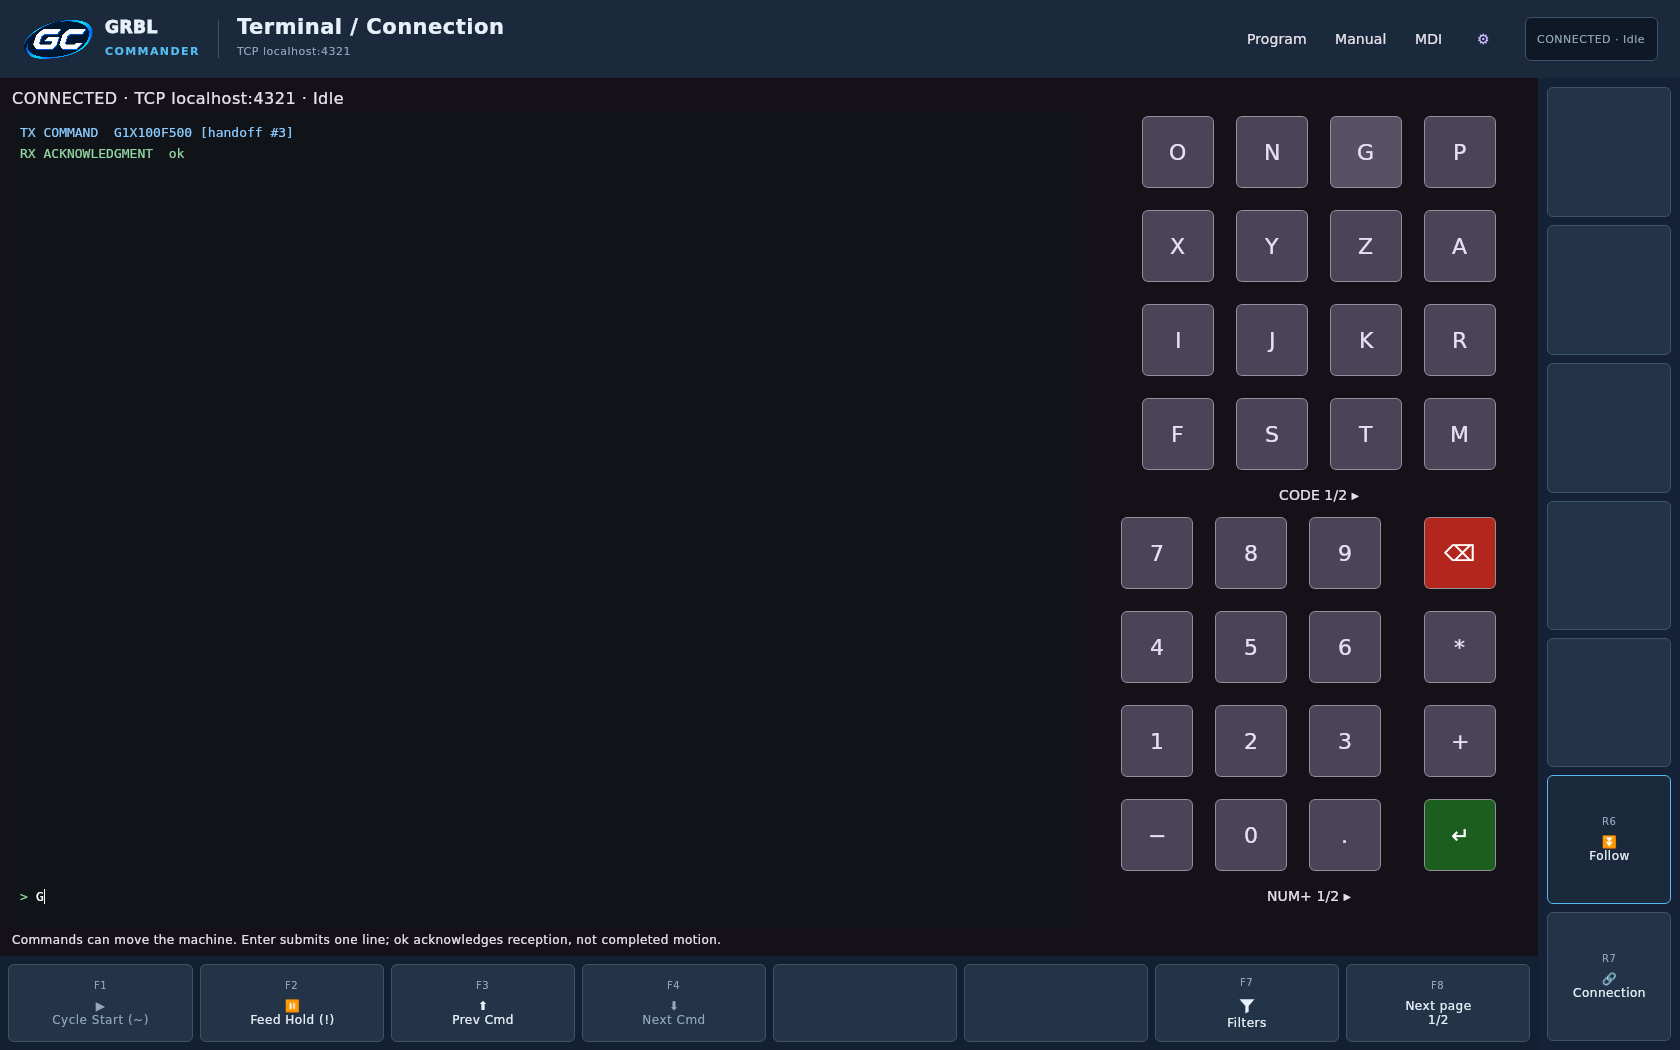 GC GRBL COMMANDER
Terminal / Connection
TCP localhost:4321
Program Manual MDI ⚙ CONNECTED · Idle
CONNECTED · TCP localhost:4321 · Idle
TX COMMAND  G1X100F500 [handoff #3]
RX ACKNOWLEDGMENT  ok
O N G P
X Y Z A
I J K R
F S T M
CODE 1/2 ▸
7 8 9 ⌫
4 5 6 *
1 2 3 +
− 0 . ↵
NUM+ 1/2 ▸
> G
Commands can move the machine. Enter submits one line; ok acknowledges reception, not completed motion.
R6
⏬
Follow
R7
🔗
Connection
F1
▶
Cycle Start (~)
F2
⏸
Feed Hold (!)
F3
⬆
Prev Cmd
F4
⬇
Next Cmd
F7
Filters
F8
Next page
1/2